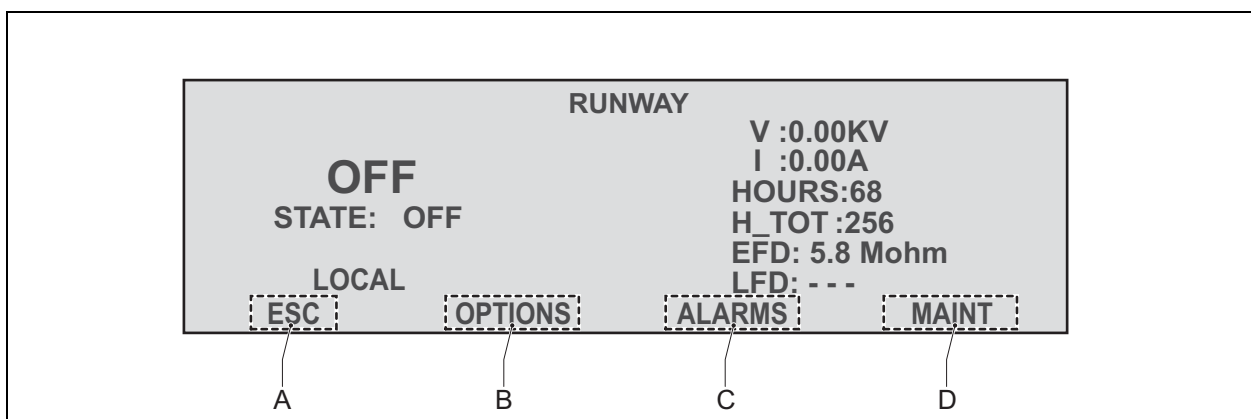 RUNWAY
OFF
STATE: OFF
LOCAL
V :0.00KV
I :0.00A
HOURS:68
H_TOT :256
EFD: 5.8 Mohm
LFD: - - -
ESC OPTIONS ALARMS MAINT
A B C D